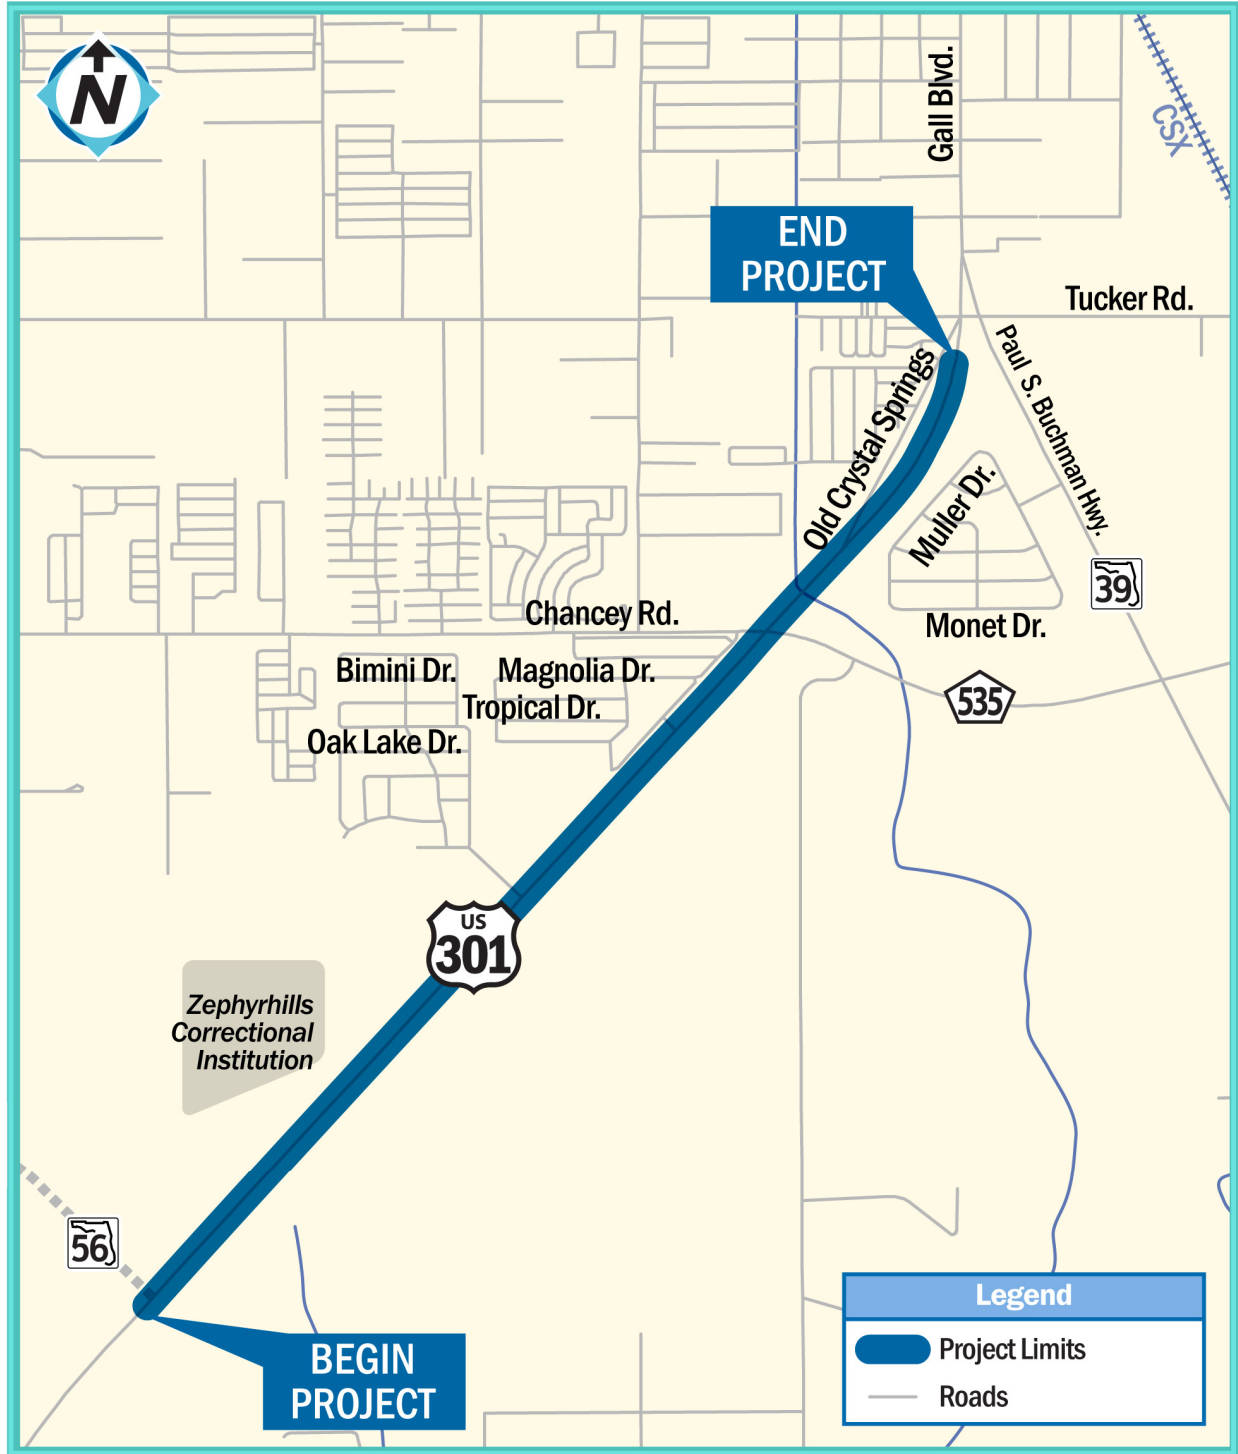 N
Gall Blvd.
CSX
END
PROJECT
Tucker Rd.
Paul S. Buchman Hwy.
Old Crystal Springs
Muller Dr.
39
Chancey Rd.
Monet Dr.
Bimini Dr.
Magnolia Dr.
535
Tropical Dr.
Oak Lake Dr.
US
301
Zephyrhills
Correctional
Institution
56
BEGIN
PROJECT
Legend
Project Limits
Roads